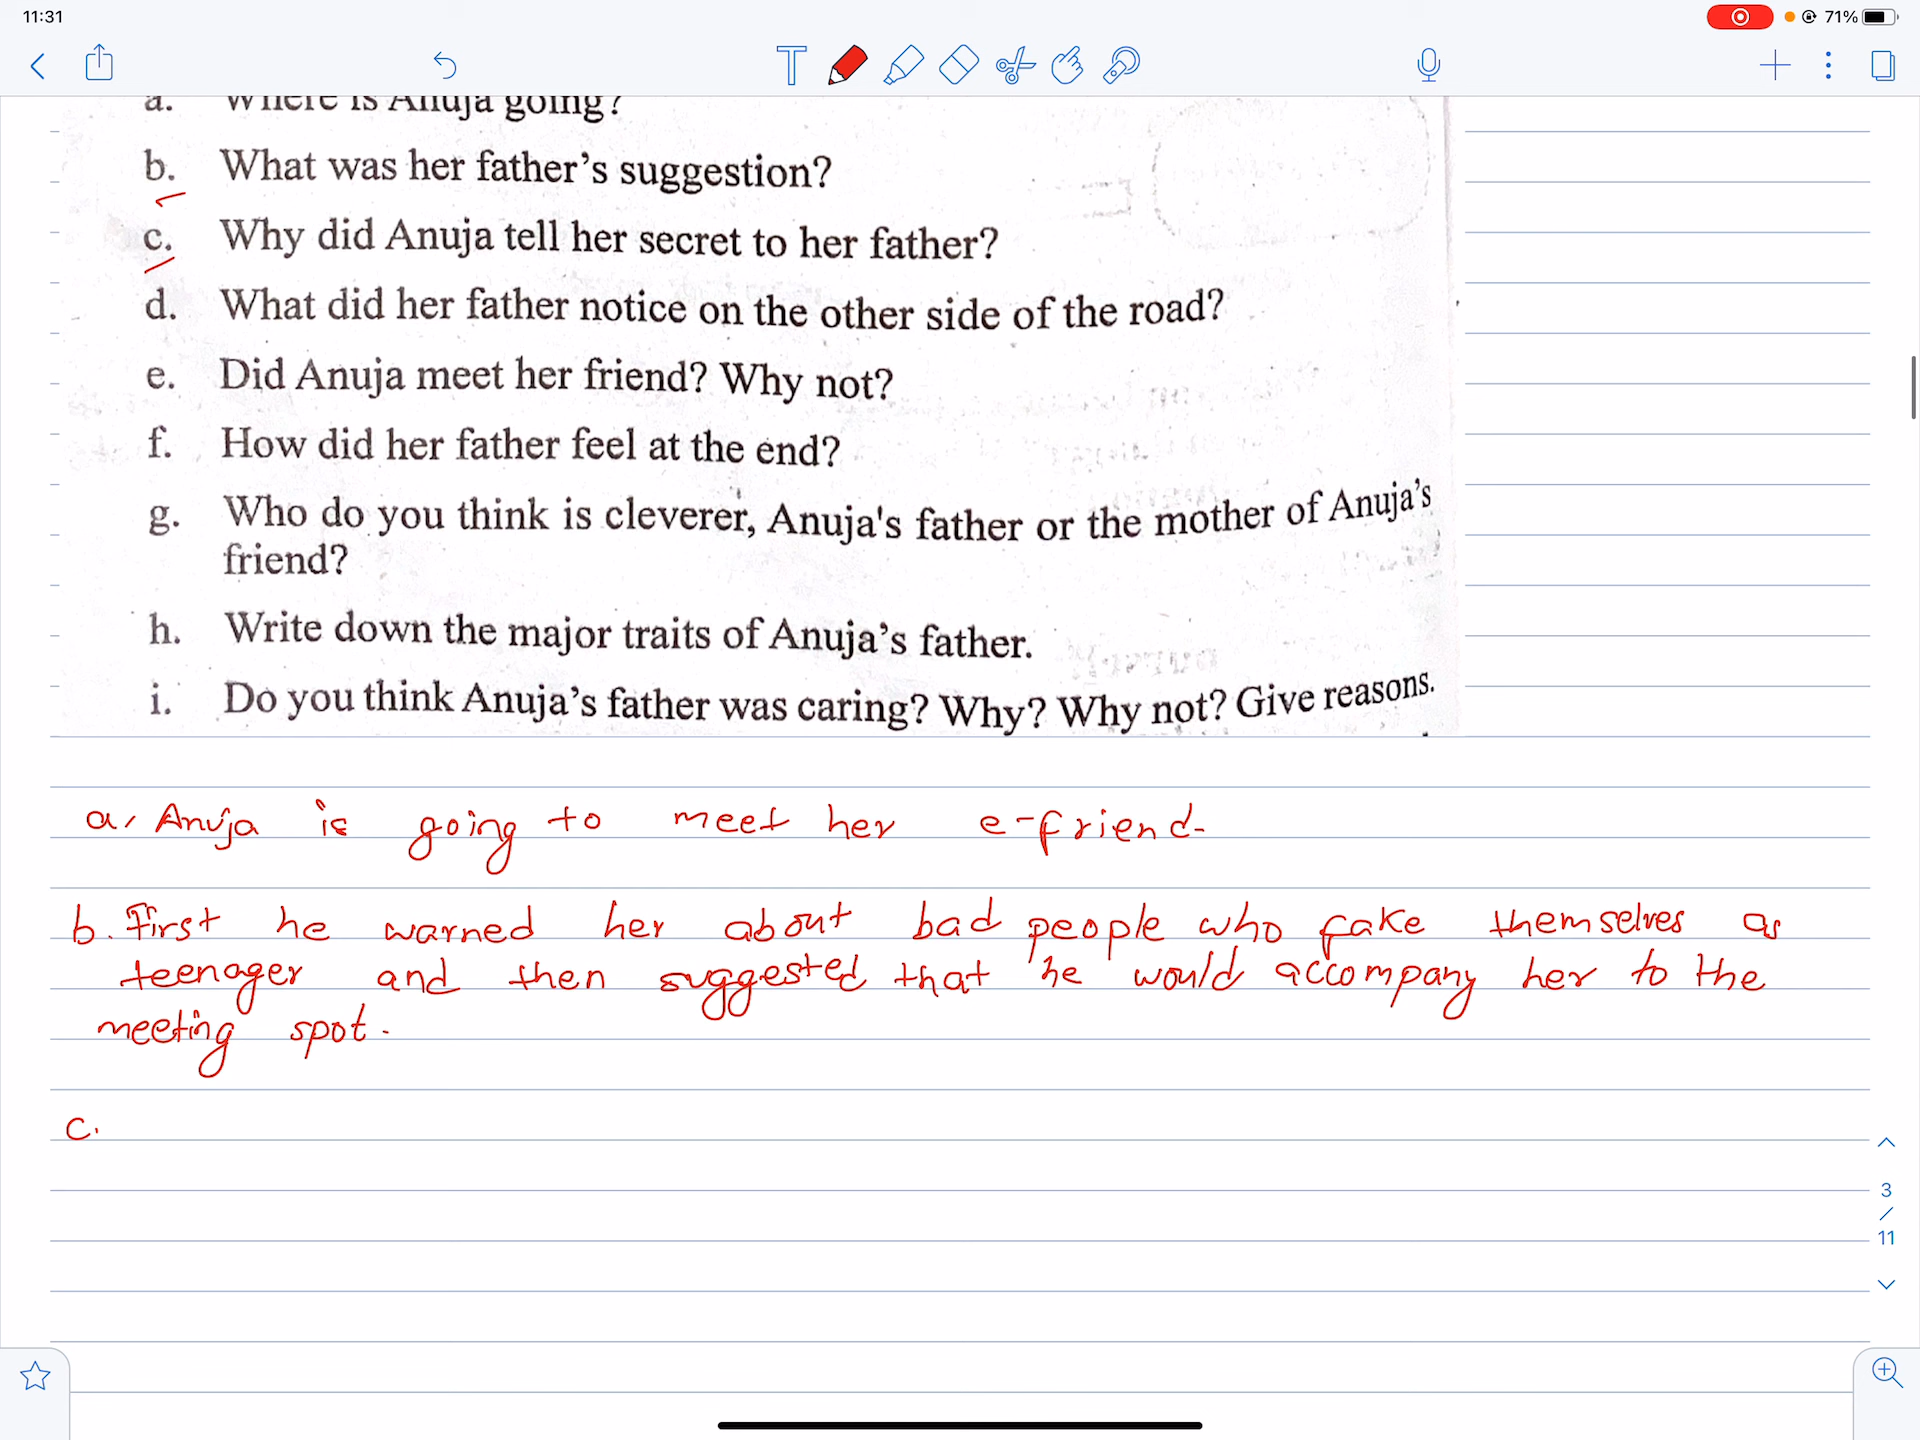 11:31
71%
a. Where is Anuja going?
b. What was her father's suggestion?
c. Why did Anuja tell her secret to her father?
d. What did her father notice on the other side of the road?
e. Did Anuja meet her friend? Why not?
f. How did her father feel at the end?
g. Who do you think is cleverer, Anuja's father or the mother of Anuja's
friend?
h. Write down the major traits of Anuja's father.
i. Do you think Anuja's father was caring? Why? Why not? Give reasons.
a. Anuja is going to meet her e-friend.
b. First he warned her about bad people who fake themselves as
teenager and then suggested that he would accompany her to the
meeting spot.
c.
3
/
11